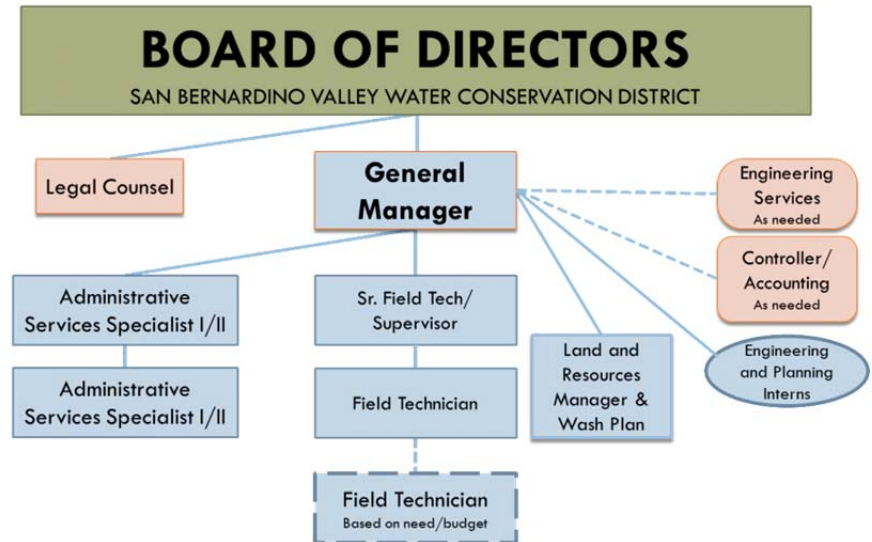 BOARD OF DIRECTORS
SAN BERNARDINO VALLEY WATER CONSERVATION DISTRICT
Legal Counsel
General
Manager
Engineering
Services
As needed
Controller/
Accounting
As needed
Administrative
Services Specialist I/II
Sr. Field Tech/
Supervisor
Land and
Resources
Manager &
Wash Plan
Engineering
and Planning
Interns
Administrative
Services Specialist I/II
Field Technician
Field Technician
Based on need/budget